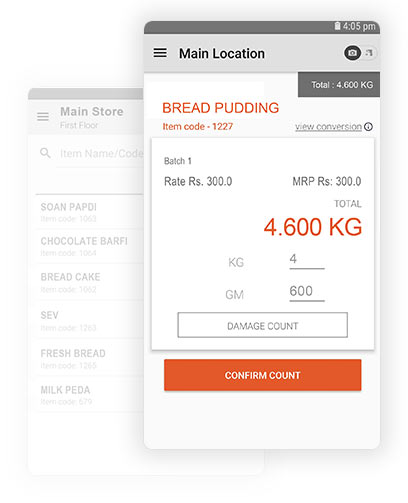 4:05 pm
Main Location
Total : 4.600 KG
BREAD PUDDING
Item code - 1227
view conversion
Batch 1
Rate Rs. 300.0
MRP Rs: 300.0
TOTAL
4.600 KG
KG
4
GM
600
DAMAGE COUNT
CONFIRM COUNT
Main Store
First Floor
Item Name/Code
SOAN PAPDI
Item code: 1063
CHOCOLATE BARFI
Item code: 1064
BREAD CAKE
Item code: 1062
SEV
Item code: 1263
FRESH BREAD
Item code: 1265
MILK PEDA
Item code: 679